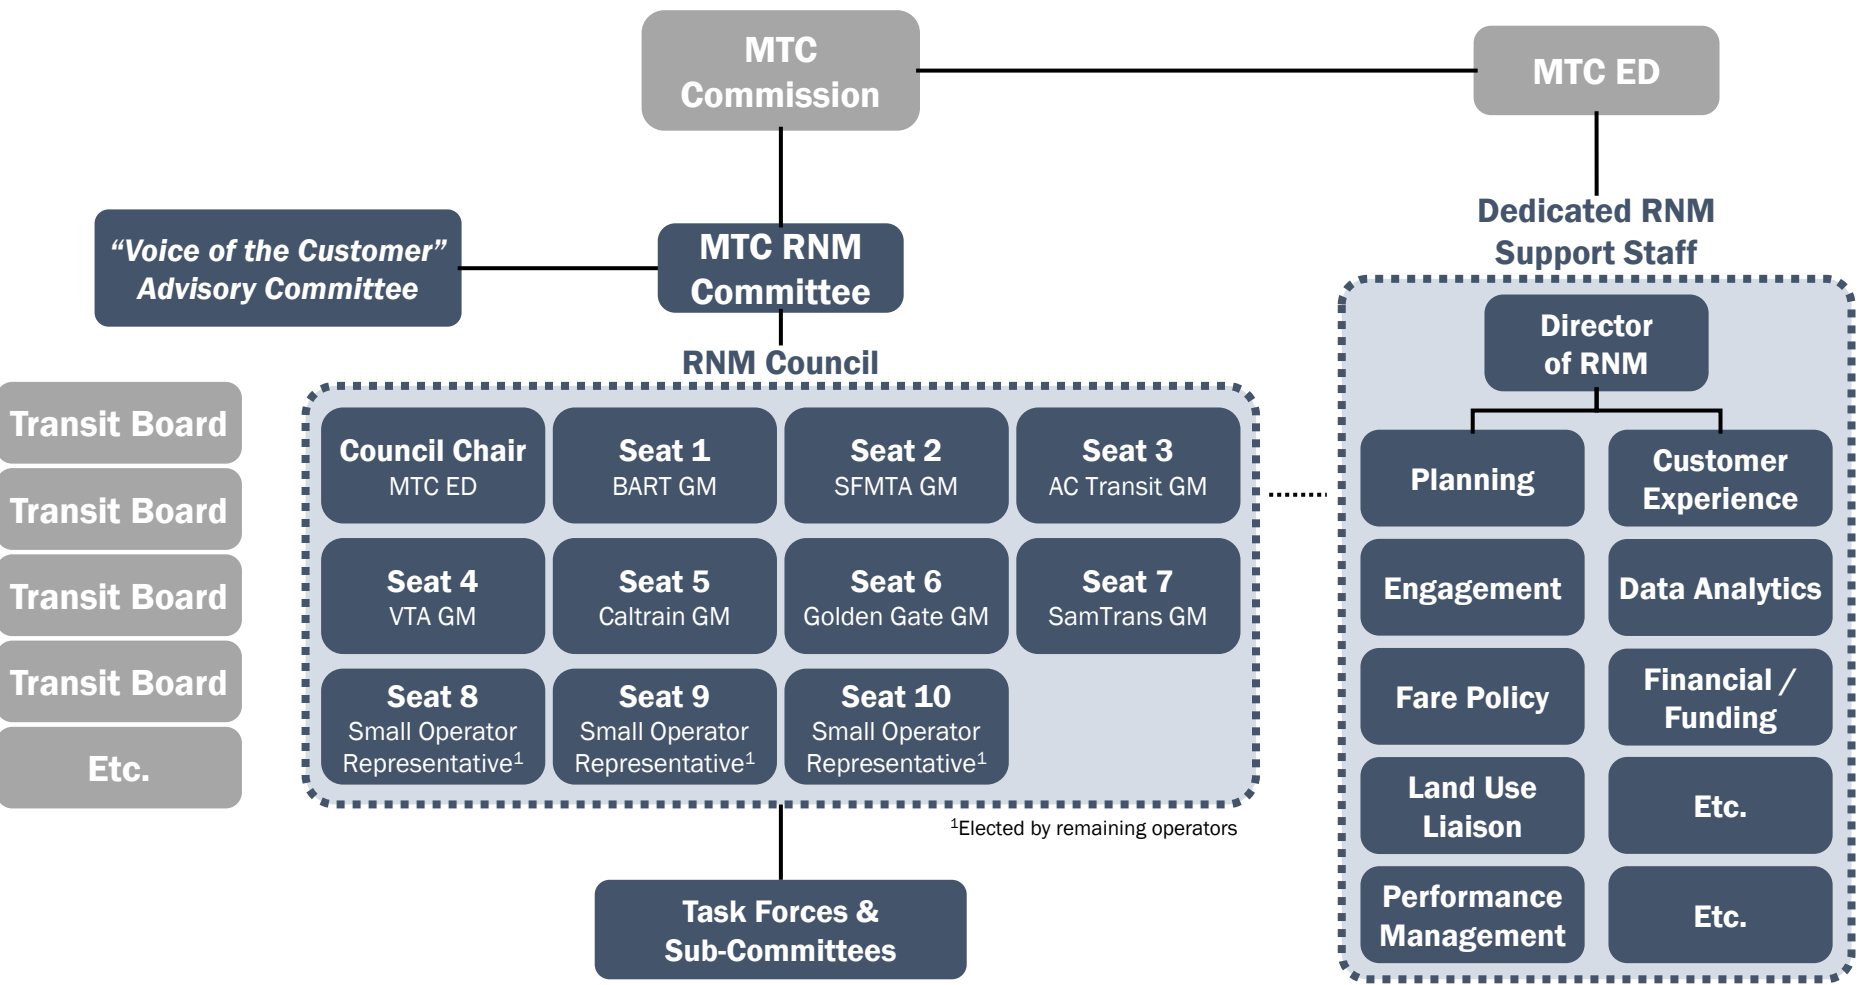 MTC
Commission
MTC ED
Dedicated RNM
Support Staff
“Voice of the Customer”
Advisory Committee
MTC RNM
Committee
RNM Council
Transit Board
Transit Board
Transit Board
Transit Board
Etc.
Council Chair
MTC ED
Seat 1
BART GM
Seat 2
SFMTA GM
Seat 3
AC Transit GM
Seat 4
VTA GM
Seat 5
Caltrain GM
Seat 6
Golden Gate GM
Seat 7
SamTrans GM
Seat 8
Small Operator
Representative¹
Seat 9
Small Operator
Representative¹
Seat 10
Small Operator
Representative¹
¹Elected by remaining operators
Task Forces &
Sub-Committees
Director
of RNM
Planning
Customer
Experience
Engagement
Data Analytics
Fare Policy
Financial /
Funding
Land Use
Liaison
Etc.
Performance
Management
Etc.